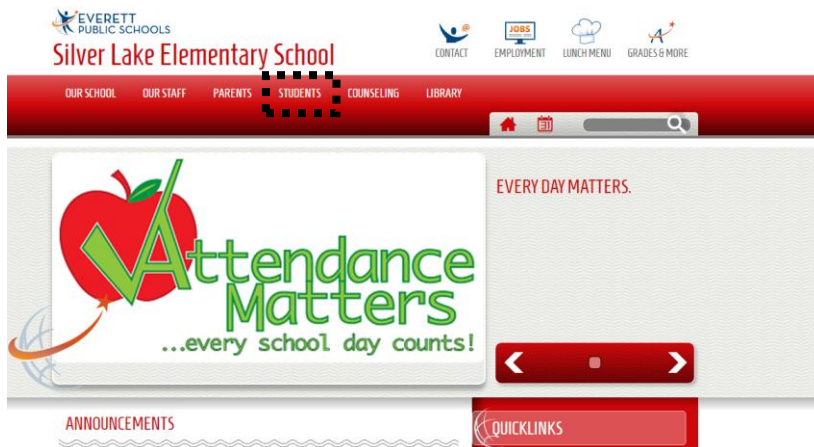 EVERETT
PUBLIC SCHOOLS
Silver Lake Elementary School
CONTACT
JOBS
EMPLOYMENT
LUNCH MENU
A
GRADES & MORE
OUR SCHOOL OUR STAFF PARENTS STUDENTS COUNSELING LIBRARY
31
Attendance
Matters
...every school day counts!
EVERY DAY MATTERS.
ANNOUNCEMENTS
QUICKLINKS